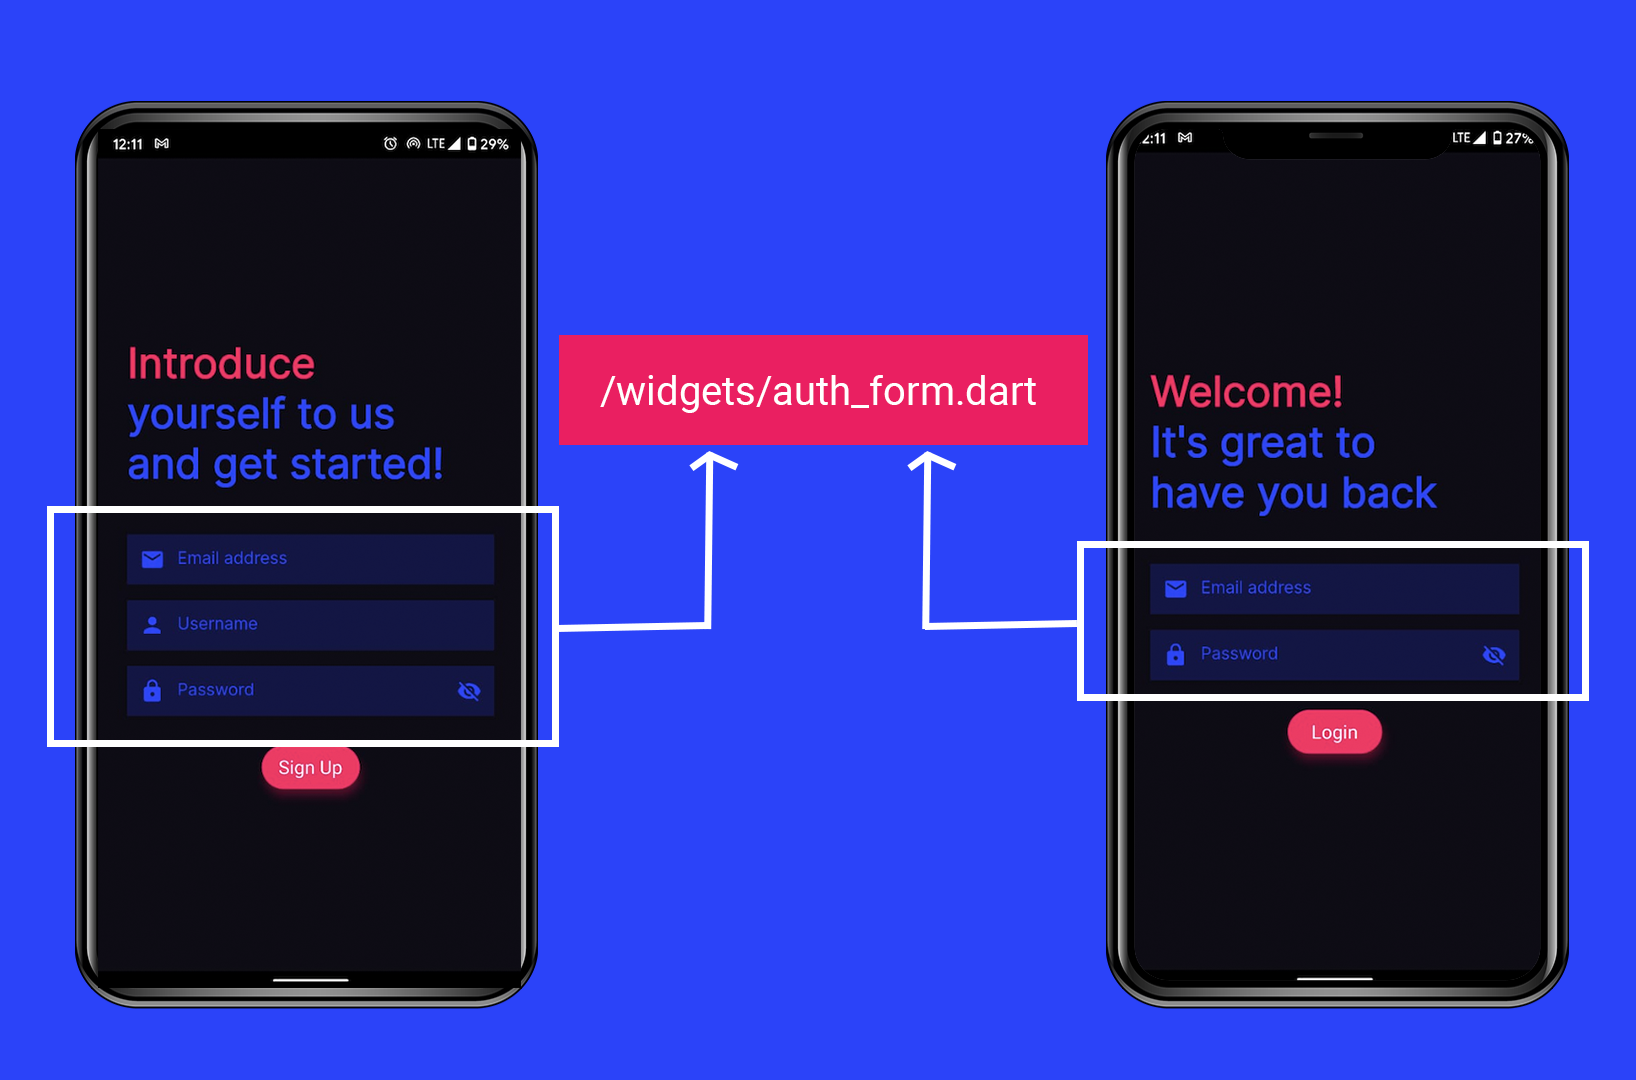 12:11
LTE 29%
Introduce
yourself to us
and get started!
Email address
Username
Password
Sign Up
/widgets/auth_form.dart
2:11
LTE 27%
Welcome!
It's great to
have you back
Email address
Password
Login